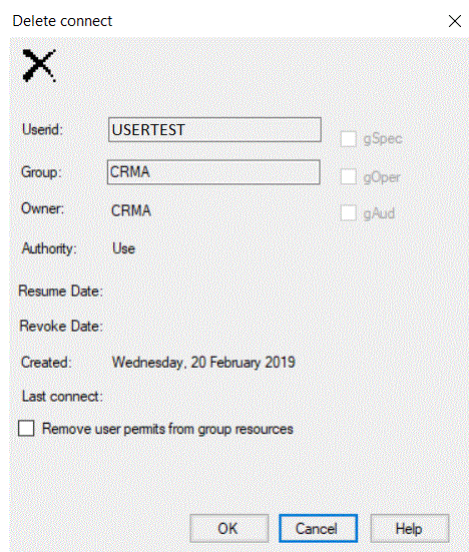 Delete connect
Userid: USERTEST gSpec
Group: CRMA gOper
Owner: CRMA gAud
Authority: Use
Resume Date:
Revoke Date:
Created: Wednesday, 20 February 2019
Last connect:
Remove user permits from group resources
OK Cancel Help